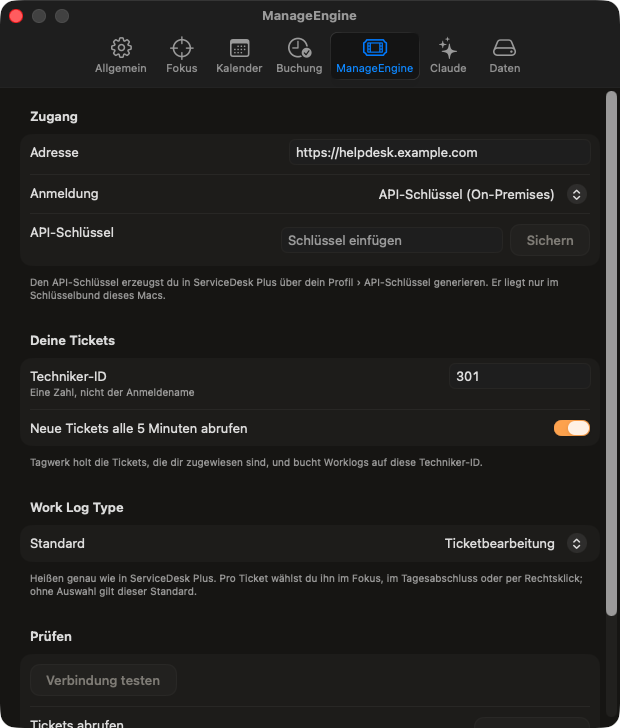 ManageEngine
Allgemein
Fokus
Kalender
Buchung
ManageEngine
Claude
Daten
Zugang
Adresse
https://helpdesk.example.com
Anmeldung
API-Schlüssel (On-Premises)
API-Schlüssel
Schlüssel einfügen
Sichern
Den API-Schlüssel erzeugst du in ServiceDesk Plus über dein Profil › API-Schlüssel generieren. Er liegt nur im
Schlüsselbund dieses Macs.
Deine Tickets
Techniker-ID
301
Eine Zahl, nicht der Anmeldename
Neue Tickets alle 5 Minuten abrufen
Tagwerk holt die Tickets, die dir zugewiesen sind, und bucht Worklogs auf diese Techniker-ID.
Work Log Type
Standard
Ticketbearbeitung
Heißen genau wie in ServiceDesk Plus. Pro Ticket wählst du ihn im Fokus, im Tagesabschluss oder per Rechtsklick;
ohne Auswahl gilt dieser Standard.
Prüfen
Verbindung testen
Tickets abrufen